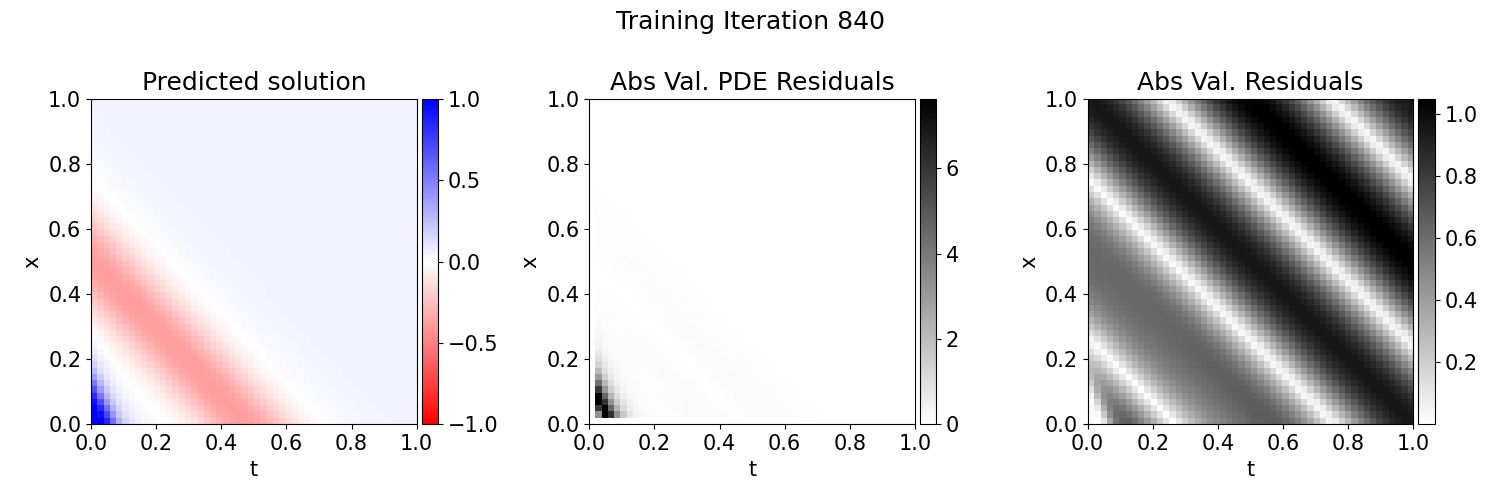 Training Iteration 840
Predicted solution
1.0
0.8
0.6
0.4
0.2
0.0
x
0.0 0.2 0.4 0.6 0.8 1.0
t
1.0
0.5
0.0
−0.5
−1.0
Abs Val. PDE Residuals
1.0
0.8
0.6
0.4
0.2
0.0
x
0.0 0.2 0.4 0.6 0.8 1.0
t
6
4
2
0
Abs Val. Residuals
1.0
0.8
0.6
0.4
0.2
0.0
x
0.0 0.2 0.4 0.6 0.8 1.0
t
1.0
0.8
0.6
0.4
0.2